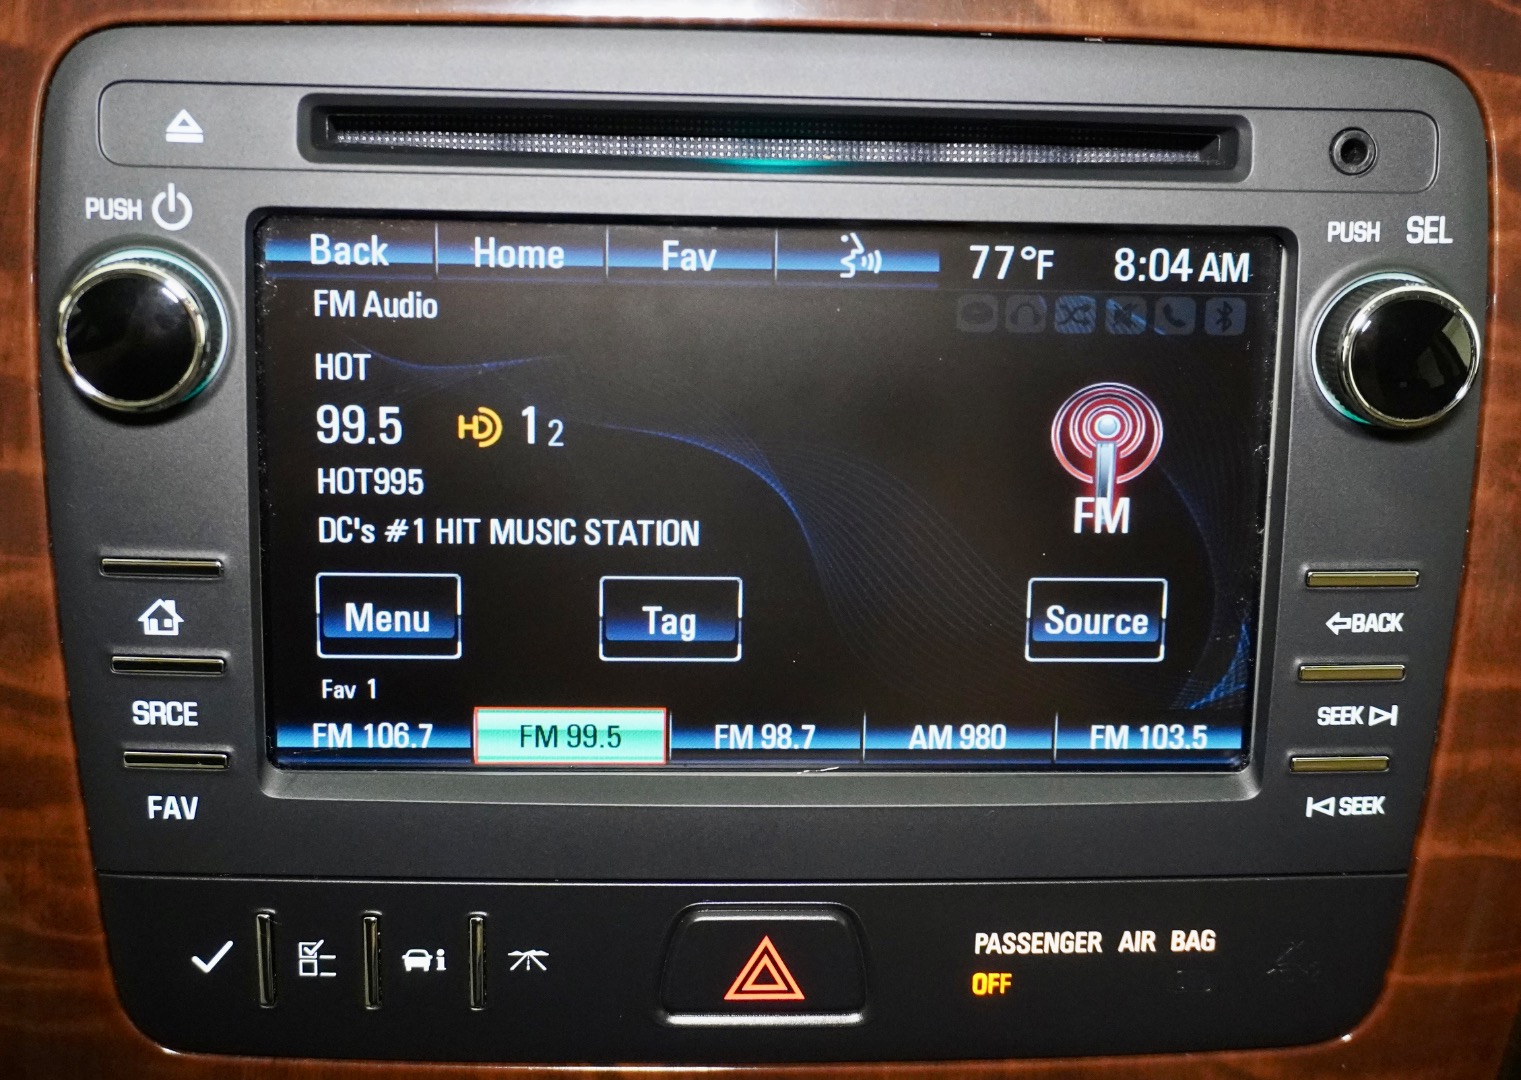 PUSH
PUSH SEL
Back Home Fav 77°F 8:04 AM
FM Audio
HOT
99.5 HD 1 2
HOT995
DC's #1 HIT MUSIC STATION
FM
Menu Tag Source
Fav 1
FM 106.7 FM 99.5 FM 98.7 AM 980 FM 103.5
BACK
SRCE
SEEK
FAV
SEEK
PASSENGER AIR BAG
OFF